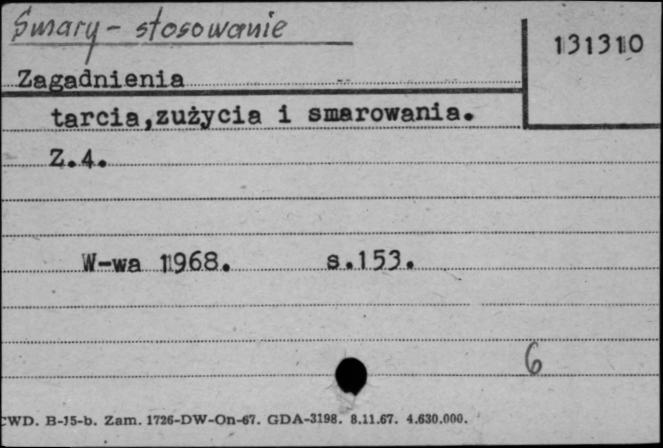 Smary - stosowanie
131310
Zagadnienia
tarcia,zużycia i smarowania.
Z.4.
W-wa 1968. s.153.
6
CWD. B-15-b. Zam. 1726-DW-On-67. GDA-3198. 8.11.67. 4.630.000.